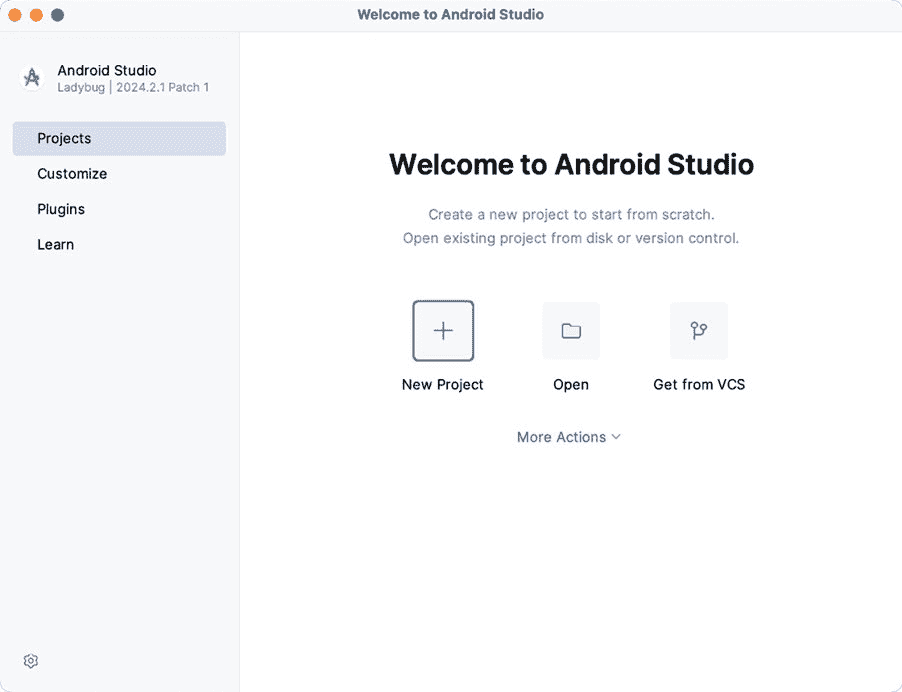 Welcome to Android Studio
Android Studio
Ladybug | 2024.2.1 Patch 1
Projects
Customize
Plugins
Learn
Welcome to Android Studio
Create a new project to start from scratch.
Open existing project from disk or version control.
New Project
Open
Get from VCS
More Actions